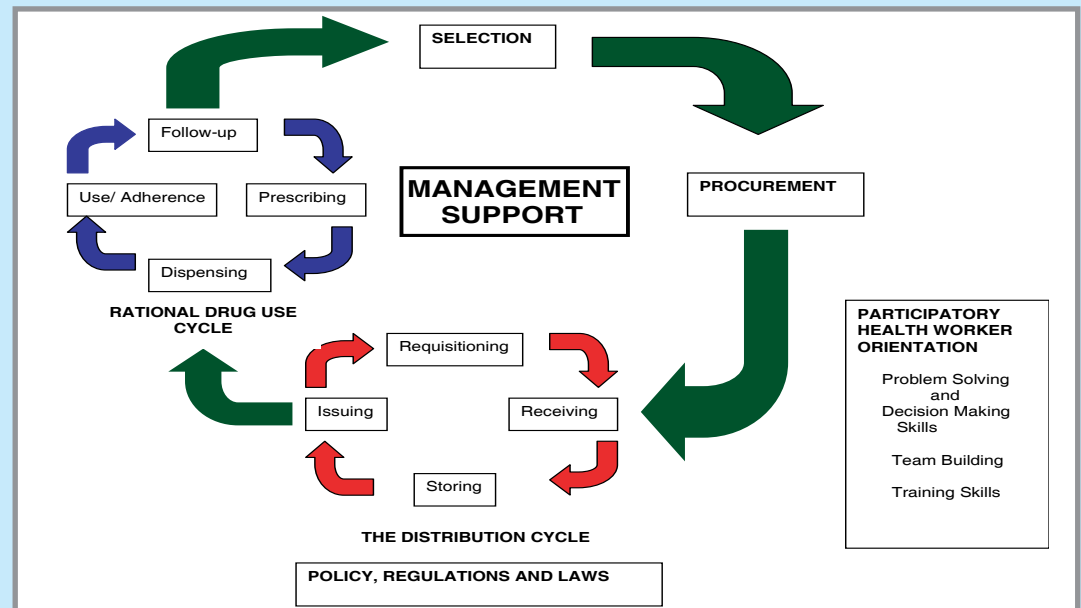 SELECTION
Follow-up
Use/ Adherence
Prescribing
MANAGEMENT
SUPPORT
PROCUREMENT
Dispensing
RATIONAL DRUG USE
CYCLE
Requisitioning
Issuing
Receiving
Storing
THE DISTRIBUTION CYCLE
POLICY, REGULATIONS AND LAWS
PARTICIPATORY
HEALTH WORKER
ORIENTATION
Problem Solving
and
Decision Making
Skills
Team Building
Training Skills